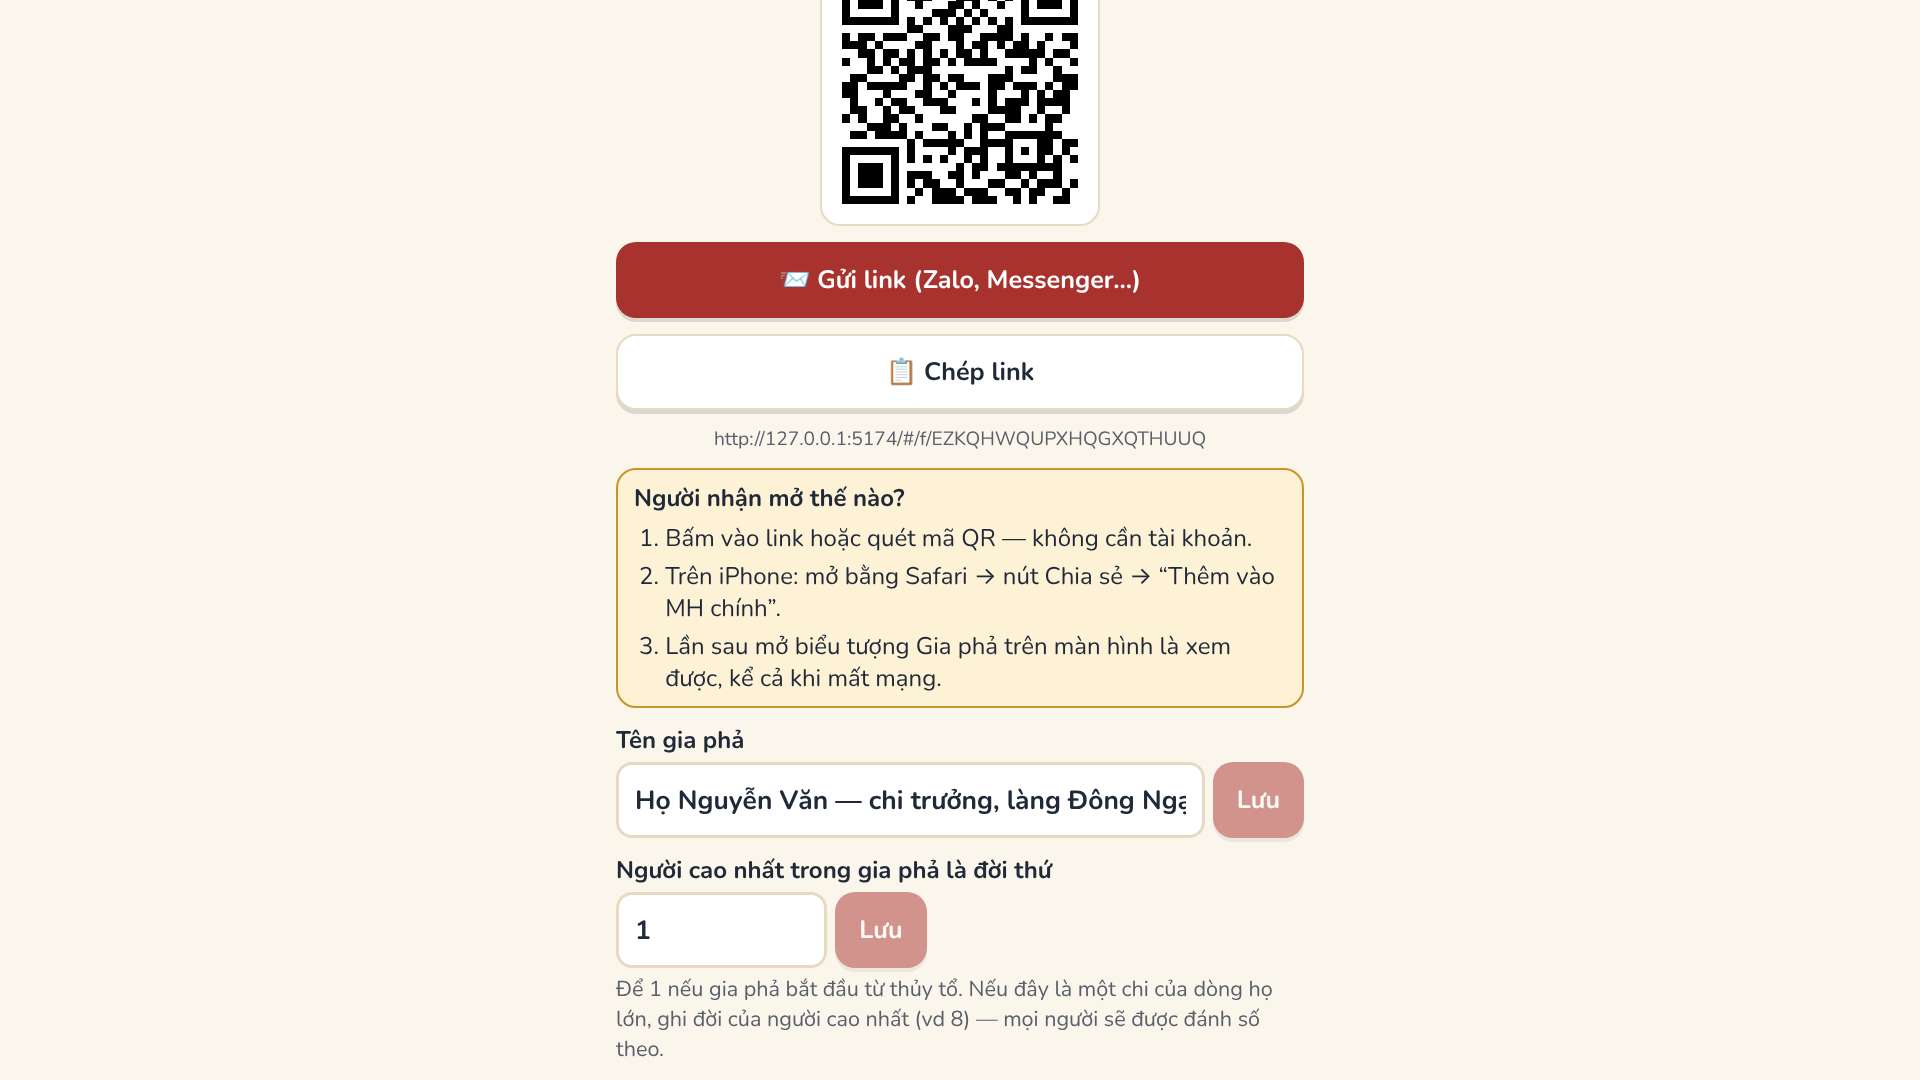 Gửi link (Zalo, Messenger...)
Chép link
http://127.0.0.1:5174/#/f/EZKQHWQUPXHQGXQTHUUQ
Người nhận mở thế nào?
1. Bấm vào link hoặc quét mã QR — không cần tài khoản.
2. Trên iPhone: mở bằng Safari → nút Chia sẻ → “Thêm vào
MH chính”.
3. Lần sau mở biểu tượng Gia phả trên màn hình là xem
được, kể cả khi mất mạng.
Tên gia phả
Họ Nguyễn Văn — chi trưởng, làng Đông
Lưu
Người cao nhất trong gia phả là đời thứ
1
Lưu
Để 1 nếu gia phả bắt đầu từ thủy tổ. Nếu đây là một chi của dòng họ
lớn, ghi đời của người cao nhất (vd 8) — mọi người sẽ được đánh số
theo.